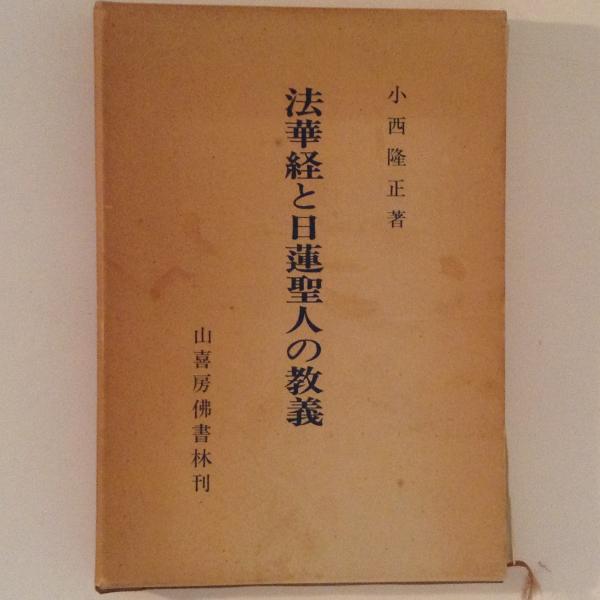 小西隆正著
法華経と日蓮聖人の教義
山喜房佛書林刊